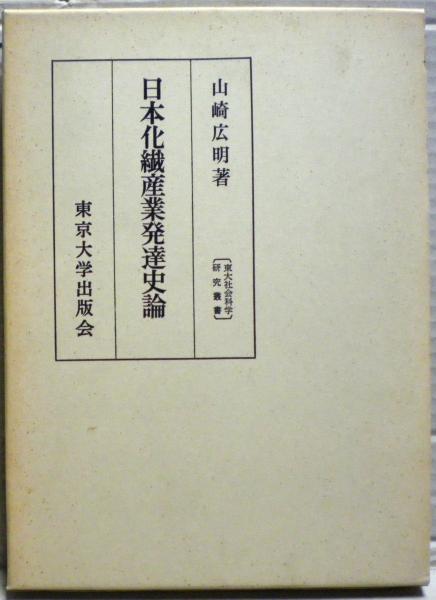 山崎広明著
〔東大社会科学
研究叢書〕
日本化繊産業発達史論
東京大学出版会